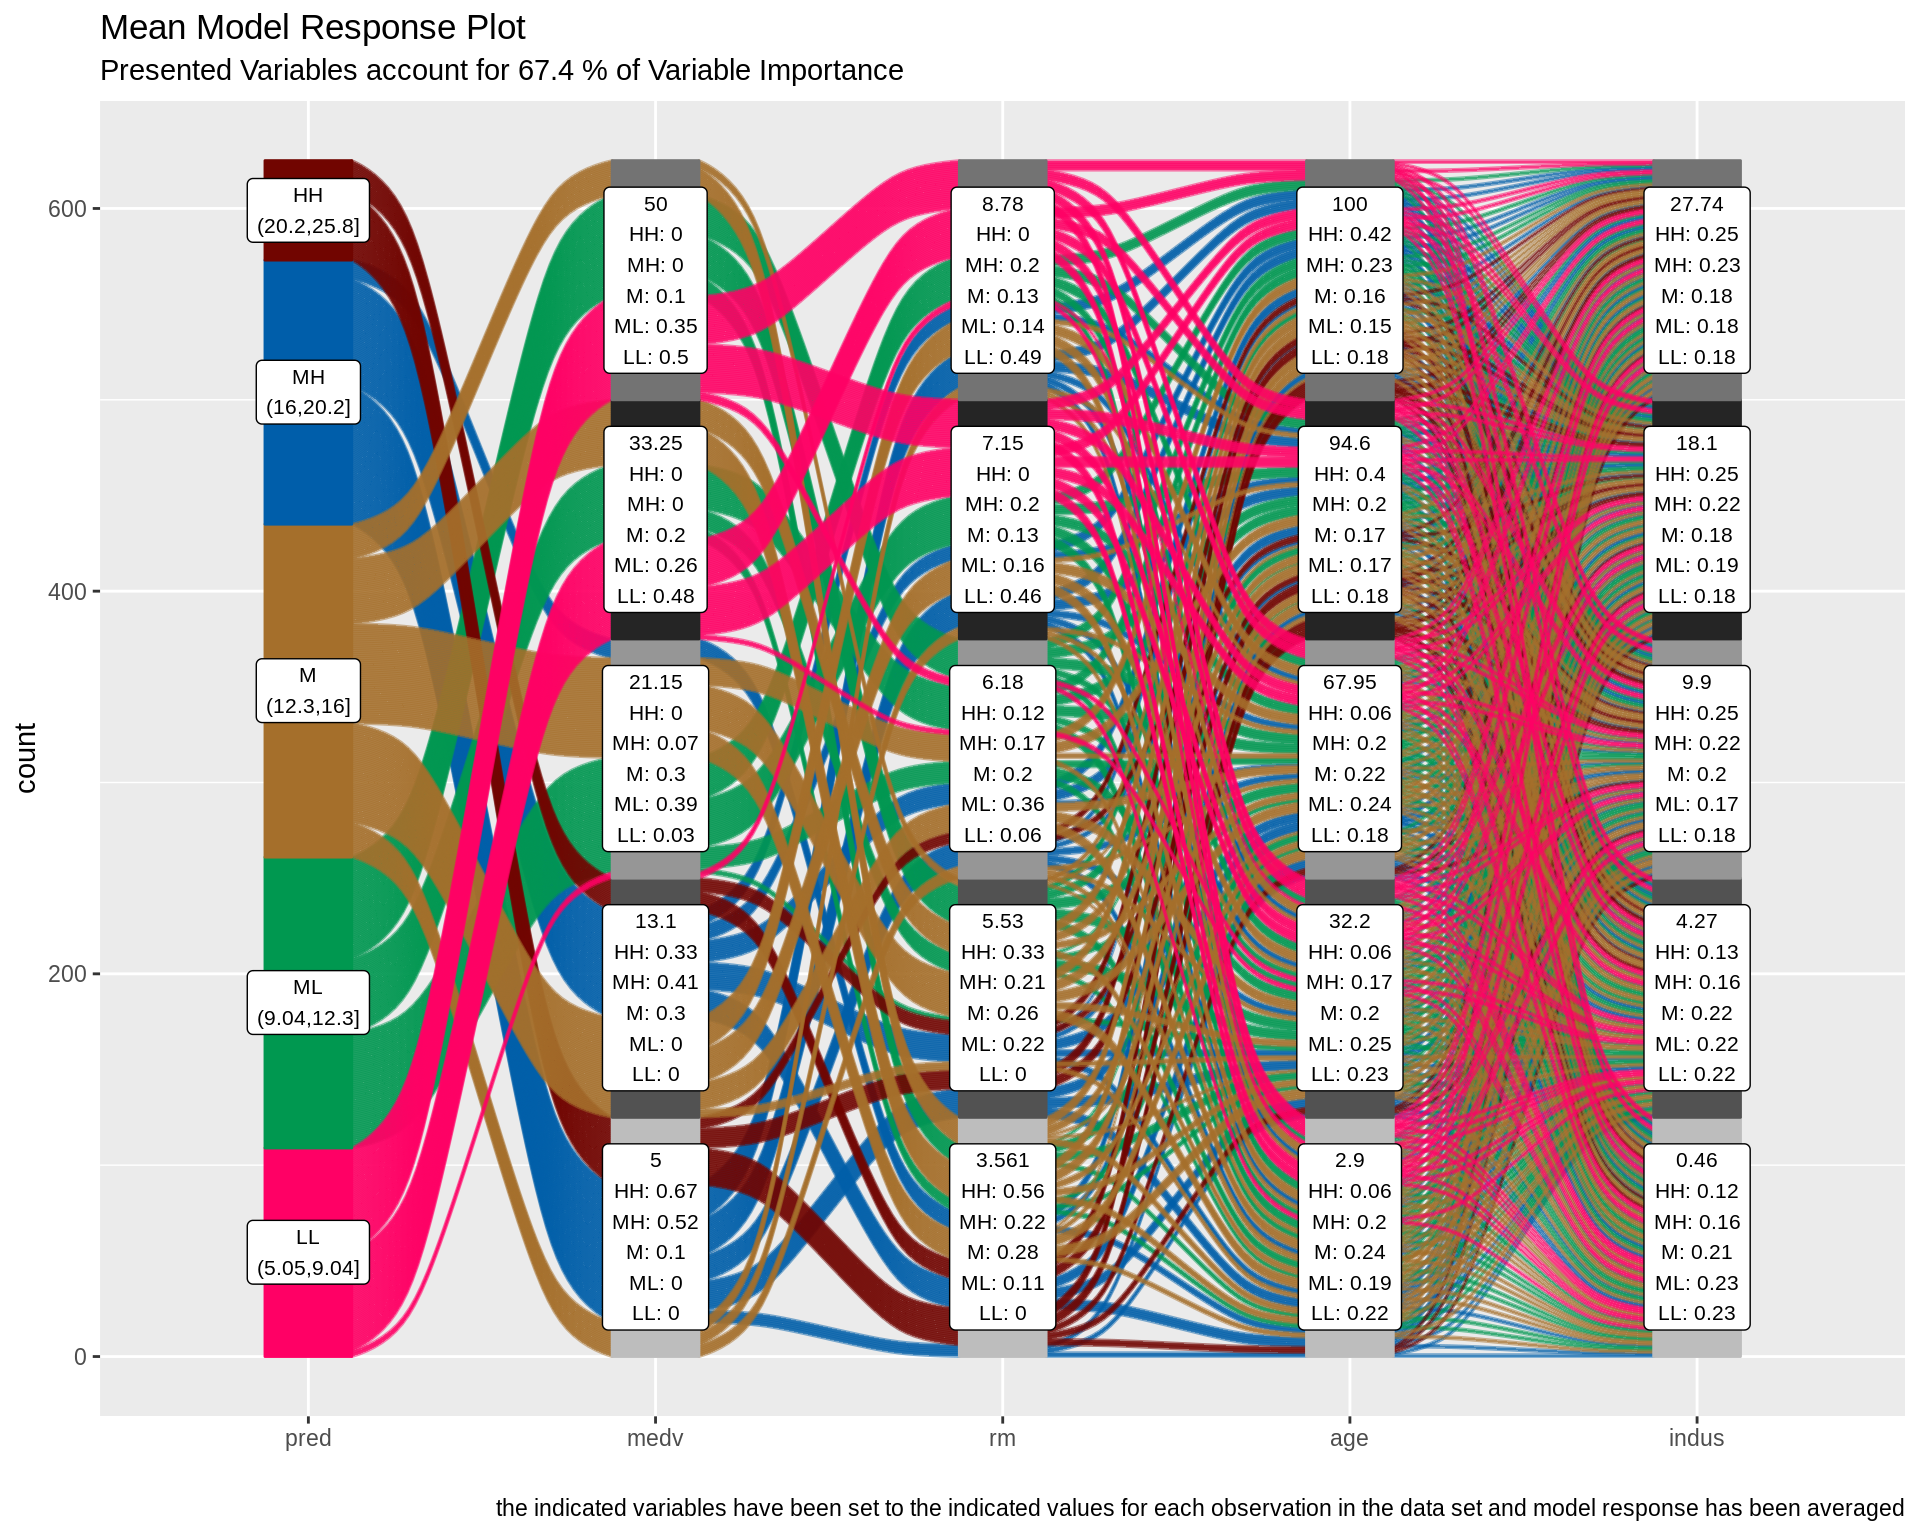 Mean Model Response Plot
Presented Variables account for 67.4 % of Variable Importance
count
600
400
200
0
HH
(20.2,25.8]
MH
(16,20.2]
M
(12.3,16]
ML
(9.04,12.3]
LL
(5.05,9.04]
50
HH: 0
MH: 0
M: 0.1
ML: 0.35
LL: 0.5
33.25
HH: 0
MH: 0
M: 0.2
ML: 0.26
LL: 0.48
21.15
HH: 0
MH: 0.07
M: 0.3
ML: 0.39
LL: 0.03
13.1
HH: 0.33
MH: 0.41
M: 0.3
ML: 0
LL: 0
5
HH: 0.67
MH: 0.52
M: 0.1
ML: 0
LL: 0
8.78
HH: 0
MH: 0.2
M: 0.13
ML: 0.14
LL: 0.49
7.15
HH: 0
MH: 0.2
M: 0.13
ML: 0.16
LL: 0.46
6.18
HH: 0.12
MH: 0.17
M: 0.2
ML: 0.36
LL: 0.06
5.53
HH: 0.33
MH: 0.21
M: 0.26
ML: 0.22
LL: 0
3.561
HH: 0.56
MH: 0.22
M: 0.28
ML: 0.11
LL: 0
100
HH: 0.42
MH: 0.23
M: 0.16
ML: 0.15
LL: 0.18
94.6
HH: 0.4
MH: 0.2
M: 0.17
ML: 0.17
LL: 0.18
67.95
HH: 0.06
MH: 0.2
M: 0.22
ML: 0.24
LL: 0.18
32.2
HH: 0.06
MH: 0.17
M: 0.2
ML: 0.25
LL: 0.23
2.9
HH: 0.06
MH: 0.2
M: 0.24
ML: 0.19
LL: 0.22
27.74
HH: 0.25
MH: 0.23
M: 0.18
ML: 0.18
LL: 0.18
18.1
HH: 0.25
MH: 0.22
M: 0.18
ML: 0.19
LL: 0.18
9.9
HH: 0.25
MH: 0.22
M: 0.2
ML: 0.17
LL: 0.18
4.27
HH: 0.13
MH: 0.16
M: 0.22
ML: 0.22
LL: 0.22
0.46
HH: 0.12
MH: 0.16
M: 0.21
ML: 0.23
LL: 0.23
pred
medv
rm
age
indus
the indicated variables have been set to the indicated values for each observation in the data set and model response has been averaged